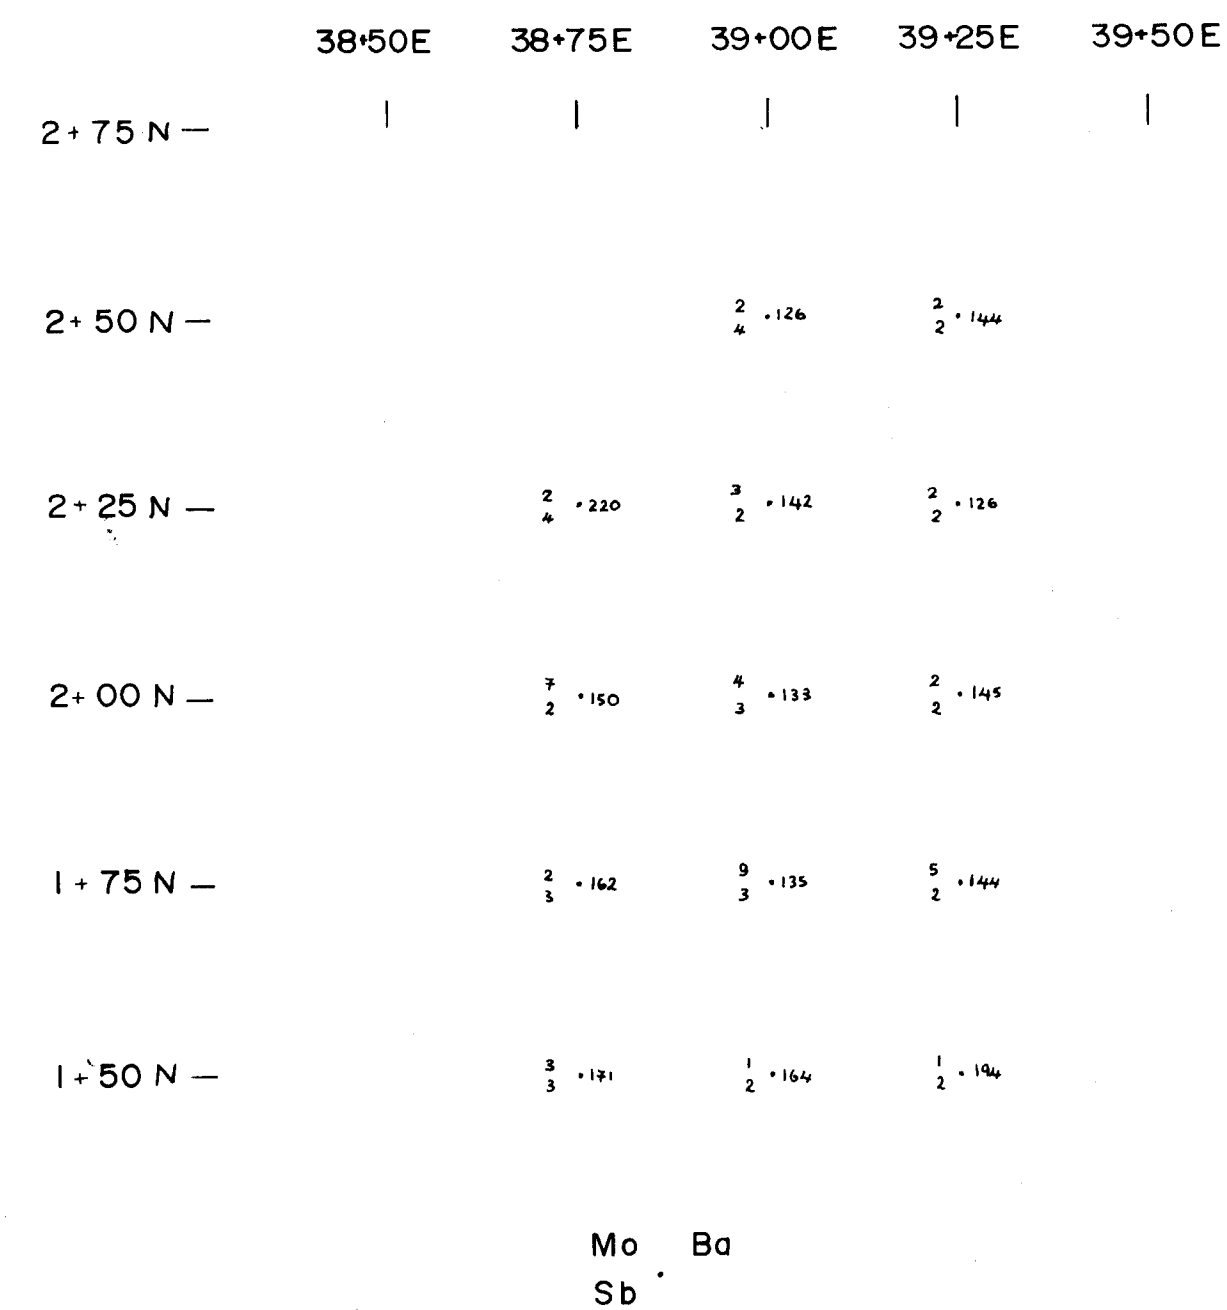 38+50E 38+75E 39+00E 39+25E 39+50E
2+75 N —
2+50 N — 2 4 .126 2 2 .144
2+25 N — 2 4 .220 3 2 .142 2 2 .126
2+00 N — 7 2 .150 4 3 .133 2 2 .145
1+75 N — 2 3 .162 9 3 .135 5 2 .144
1+50 N — 3 3 .171 1 2 .164 1 2 .194
Mo Ba
Sb .